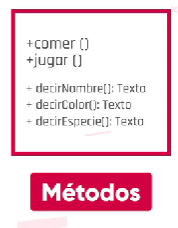 +comer ()
+jugar ()
+ decirNombre(): Texto
+ decirColor(): Texto
+ decirEspecie(): Texto
Métodos